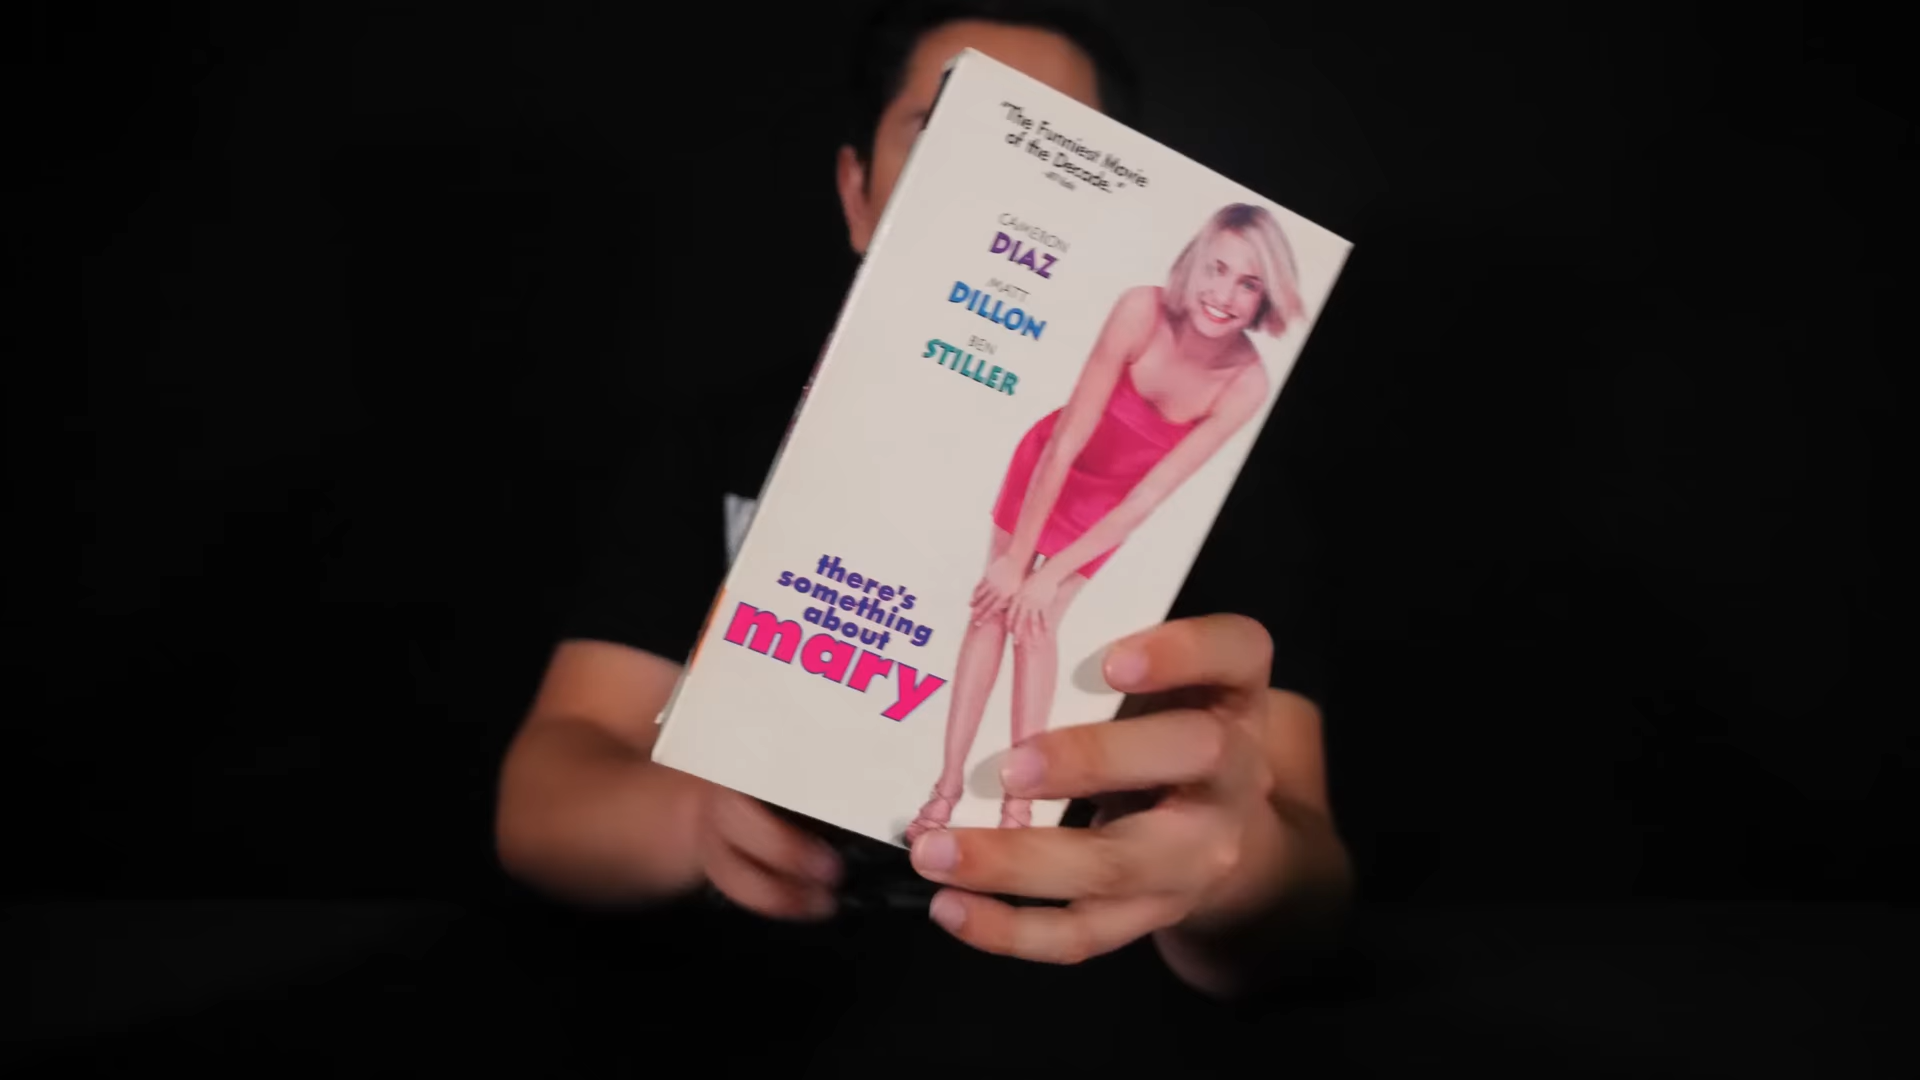 "The Funniest Movie
of the Decade."
CAMERON
DIAZ
MATT
DILLON
BEN
STILLER
there's
something
about
mary